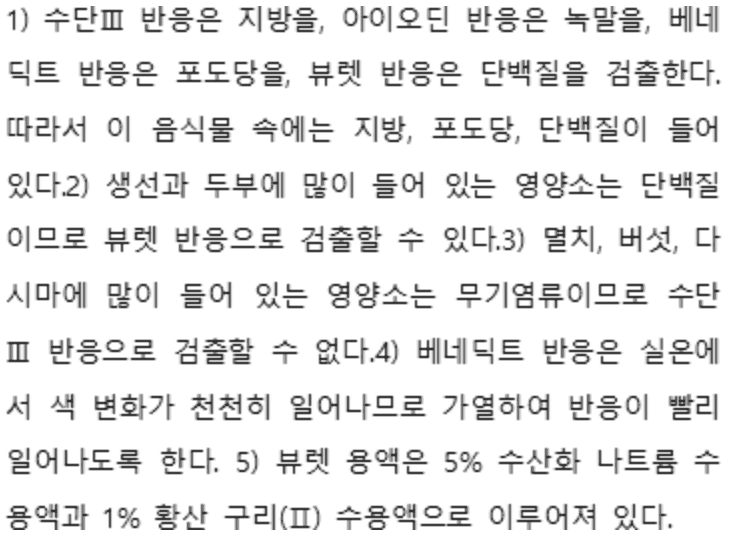 1) 수단Ⅲ 반응은 지방을, 아이오딘 반응은 녹말을, 베네
딕트 반응은 포도당을, 뷰렛 반응은 단백질을 검출한다.
따라서 이 음식물 속에는 지방, 포도당, 단백질이 들어
있다.2) 생선과 두부에 많이 들어 있는 영양소는 단백질
이므로 뷰렛 반응으로 검출할 수 있다.3) 멸치, 버섯, 다
시마에 많이 들어 있는 영양소는 무기염류이므로 수단
Ⅲ 반응으로 검출할 수 없다.4) 베네딕트 반응은 실온에
서 색 변화가 천천히 일어나므로 가열하여 반응이 빨리
일어나도록 한다. 5) 뷰렛 용액은 5% 수산화 나트륨 수
용액과 1% 황산 구리(Ⅱ) 수용액으로 이루어져 있다.